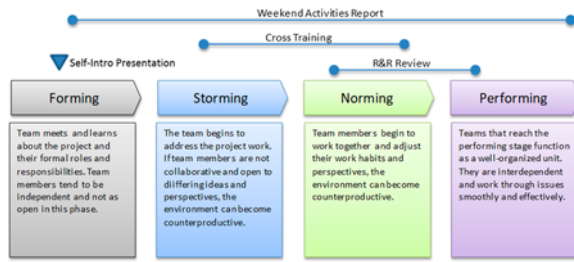 Weekend Activities Report
Cross Training
Self-Intro Presentation
R&R Review
Forming
Storming
Norming
Performing
Team meets and learns
about the project and
their formal roles and
responsibilities. Team
members tend to be
independent and not as
open in this phase.
The team begins to
address the project work.
If team members are not
collaborative and open to
diiffering ideas and
perspectives, the
environment can become
counterproductive.
Team members begin to
work together and adjust
their work habits and
perspectives, the
environment can become
counterproductive.
Teams that reach the
performing stage function
as a well-organized unit.
They are interdependent
and work through issues
smoothly and effectively.